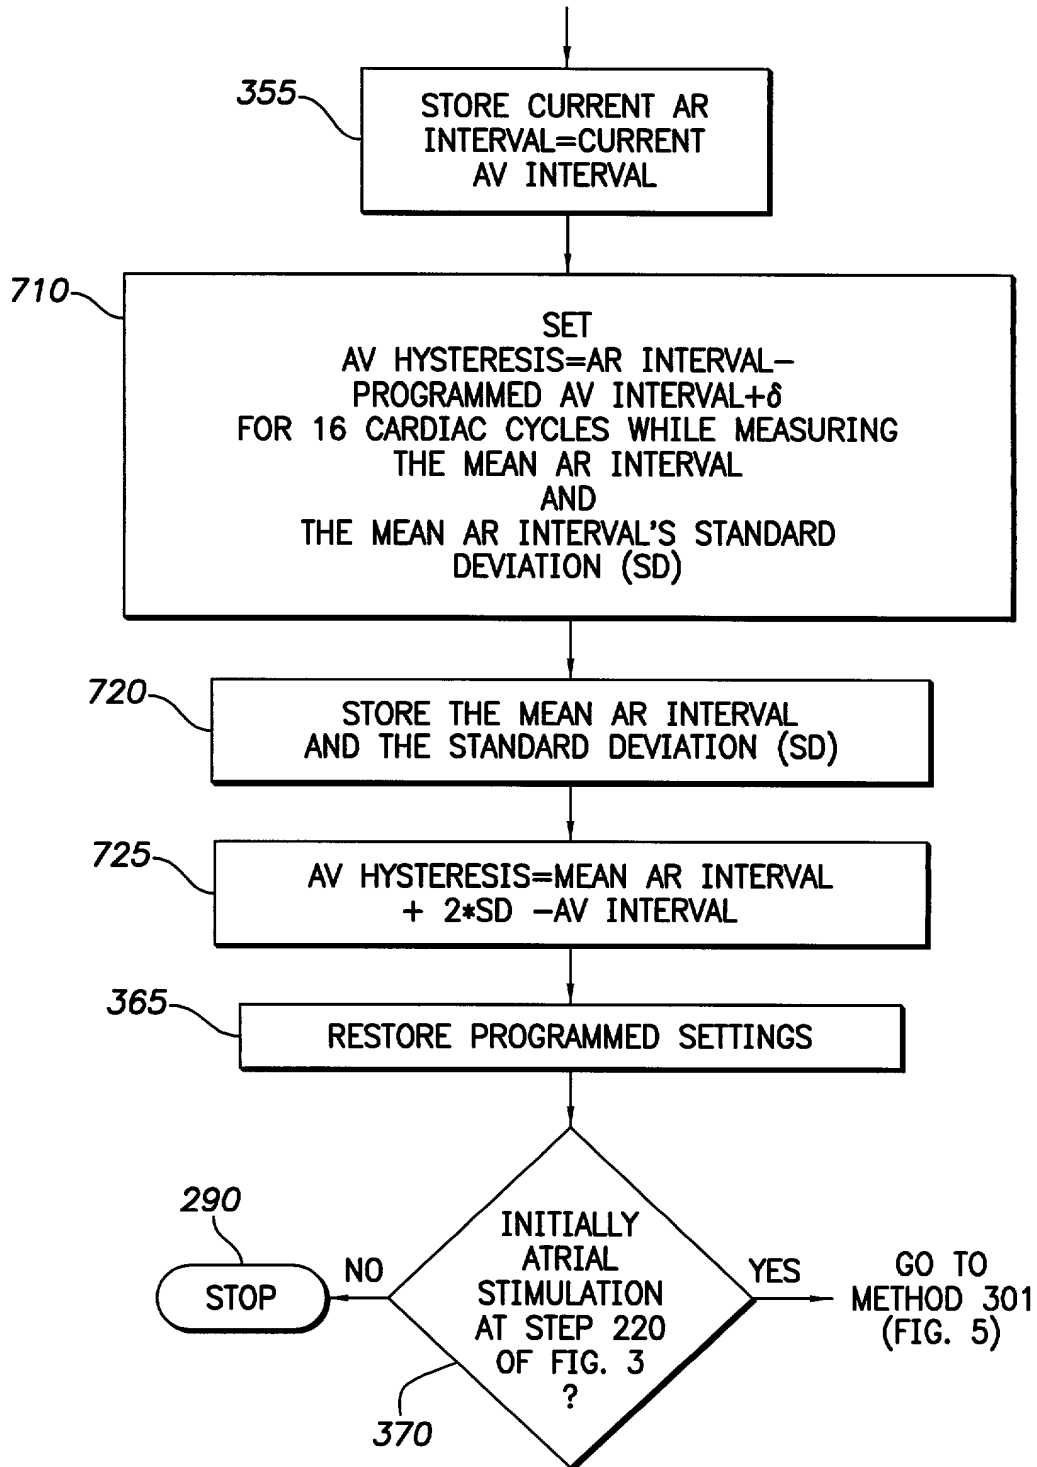 355
STORE CURRENT AR
INTERVAL=CURRENT
AV INTERVAL
710
SET
AV HYSTERESIS=AR INTERVAL–
PROGRAMMED AV INTERVAL+δ
FOR 16 CARDIAC CYCLES WHILE MEASURING
THE MEAN AR INTERVAL
AND
THE MEAN AR INTERVAL'S STANDARD
DEVIATION (SD)
720
STORE THE MEAN AR INTERVAL
AND THE STANDARD DEVIATION (SD)
725
AV HYSTERESIS=MEAN AR INTERVAL
+ 2*SD –AV INTERVAL
365
RESTORE PROGRAMMED SETTINGS
290
STOP
NO
INITIALLY
ATRIAL
STIMULATION
AT STEP 220
OF FIG. 3
?
370
YES
GO TO
METHOD 301
(FIG. 5)